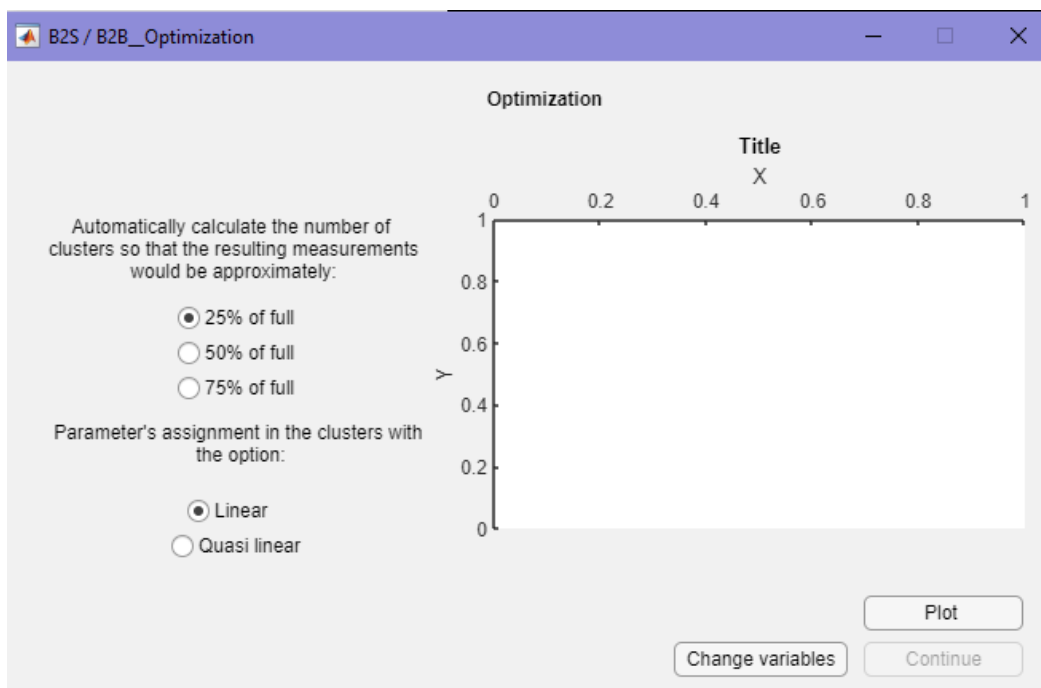 B2S / B2B__Optimization
Optimization
Automatically calculate the number of
clusters so that the resulting measurements
would be approximately:
25% of full
50% of full
75% of full
Parameter's assignment in the clusters with
the option:
Linear
Quasi linear
Title
X
0 0.2 0.4 0.6 0.8 1
1
0.8
0.6
Y
0.4
0.2
0
Plot
Change variables
Continue